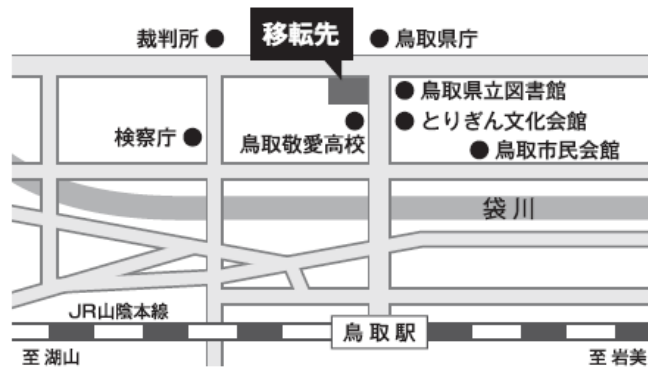 裁判所
移転先
鳥取県庁
鳥取県立図書館
とりぎん文化会館
検察庁
鳥取敬愛高校
鳥取市民会館
袋川
JR山陰本線
鳥取駅
至 湖山
至 岩美